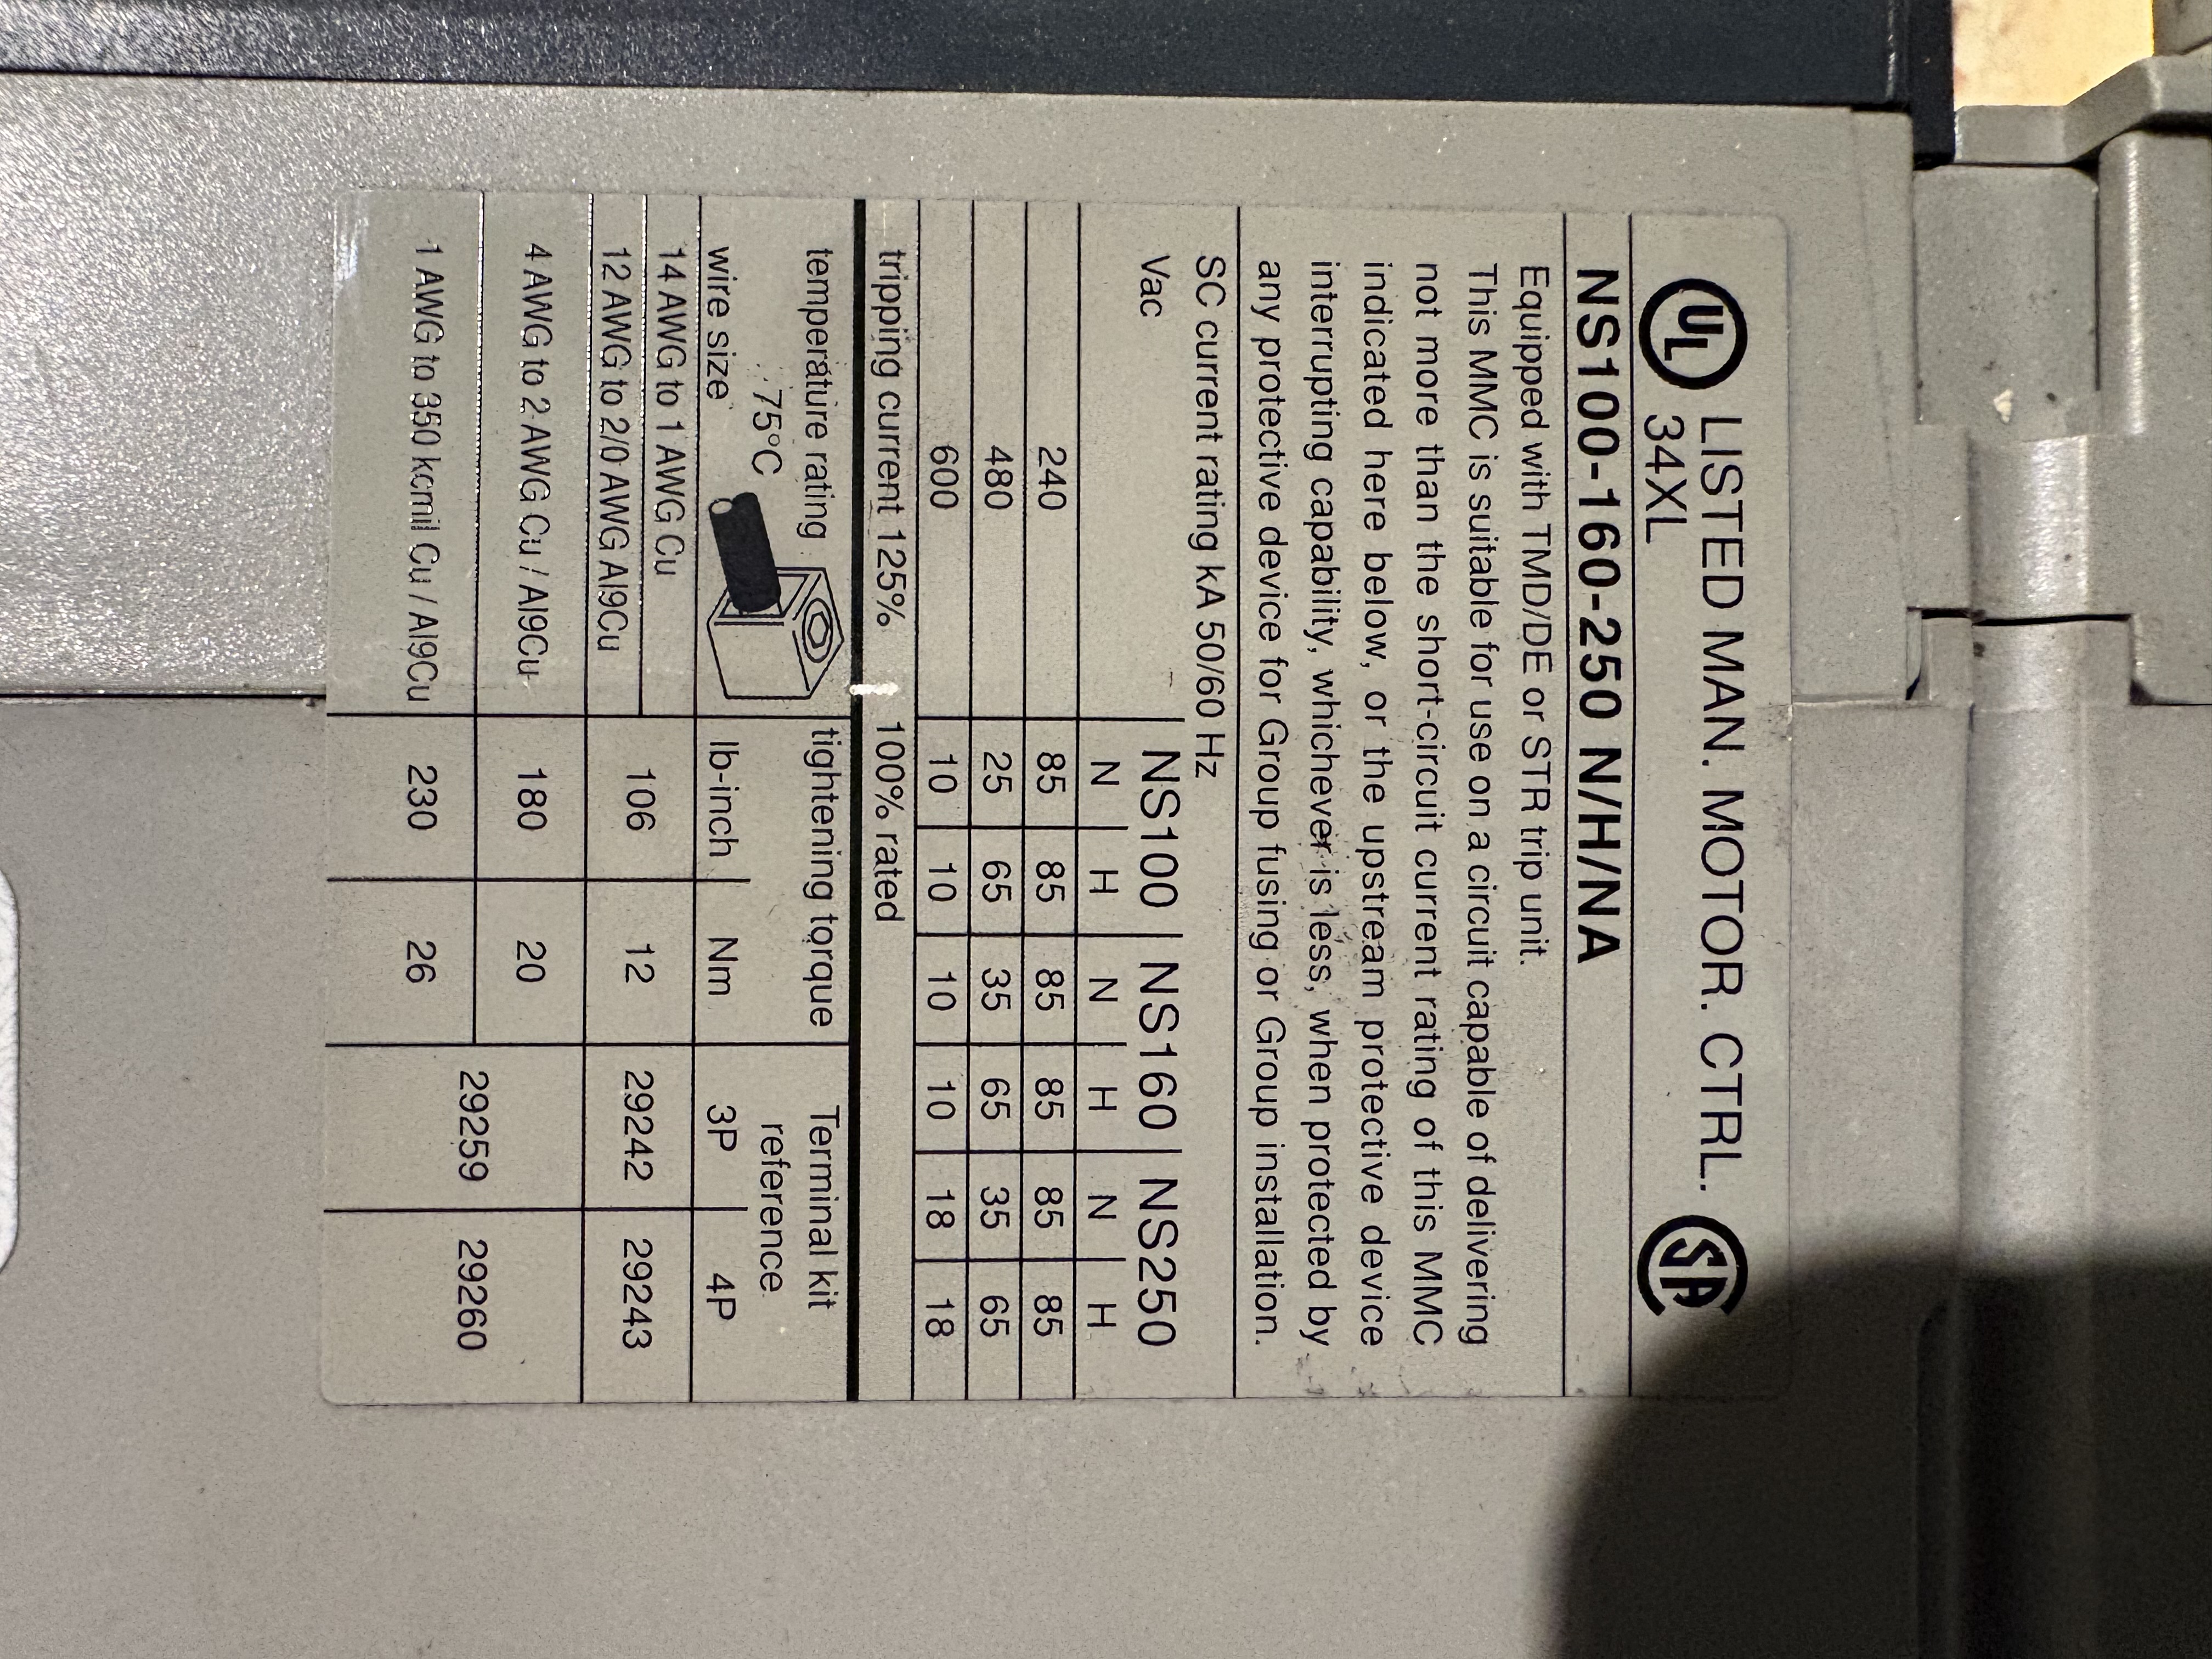 UL LISTED MAN. MOTOR. CTRL. SA
34XL
NS100-160-250 N/H/NA
Equipped with TMD/DE or STR trip unit.
This MMC is suitable for use on a circuit capable of delivering
not more than the short-circuit current rating of this MMC
indicated here below, or the upstream protective device
interrupting capability, whichever is less, when protected by
any protective device for Group fusing or Group installation.
SC current rating kA 50/60 Hz
Vac NS100 NS160 NS250
N H N H N H
240 85 85 85 85 85 85
480 25 65 35 65 35 65
600 10 10 10 10 18 18
tripping current 125% 100% rated
temperature rating tightening torque Terminal kit
75°C reference
wire size lb-inch Nm 3P 4P
14 AWG to 1 AWG Cu
12 AWG to 2/0 AWG Al9Cu 106 12 29242 29243
4 AWG to 2 AWG Cu / Al9Cu 180 20
29259 29260
1 AWG to 350 kcmil Cu / Al9Cu 230 26